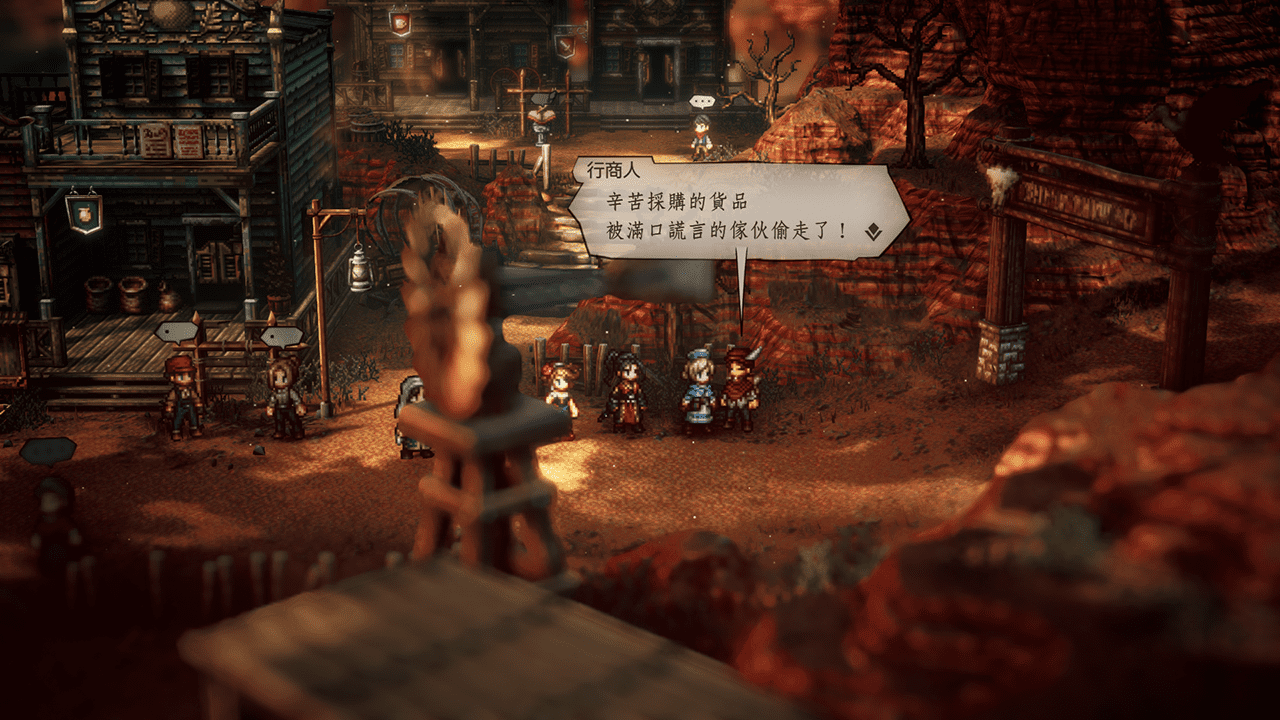 行商人
辛苦採購的貨品
被滿口謊言的傢伙偷走了！